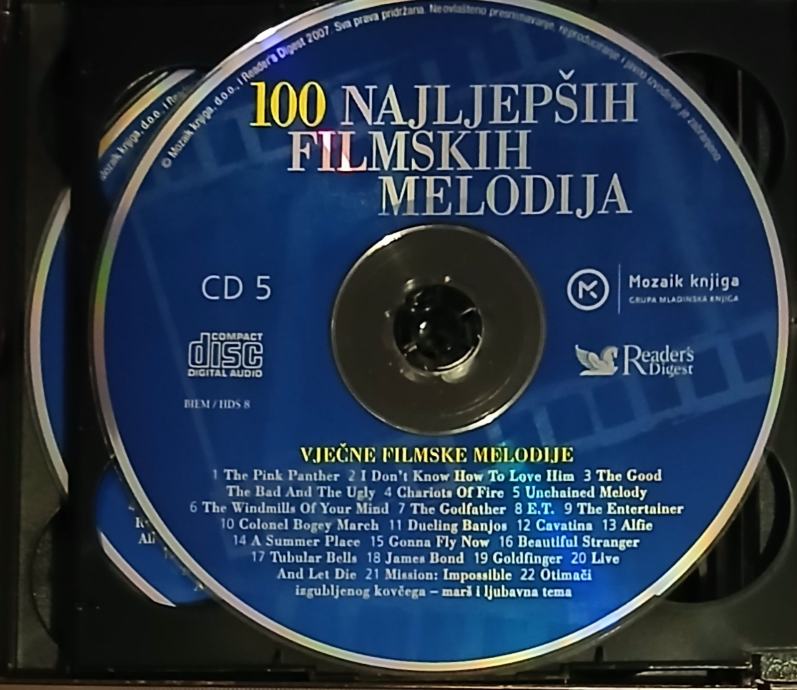 © Mozaik knjiga, d.o.o., i Reader's Digest 2007. Sva prava pridržana. Neovlašteno presnimavanje, reproduciranje i javno izvođenje je zabranjeno.
100 NAJLJEPŠIH
FILMSKIH
MELODIJA
CD 5
Mozaik knjiga
GRUPA MLADINSKA KNJIGA
COMPACT
disc
DIGITAL AUDIO
Reader's
Digest
BIEM / HDS 8
VJEČNE FILMSKE MELODIJE
1 The Pink Panther 2 I Don't Know How To Love Him 3 The Good
The Bad And The Ugly 4 Chariots Of Fire 5 Unchained Melody
6 The Windmills Of Your Mind 7 The Godfather 8 E.T. 9 The Entertainer
10 Colonel Bogey March 11 Dueling Banjos 12 Cavatina 13 Alfie
14 A Summer Place 15 Gonna Fly Now 16 Beautiful Stranger
17 Tubular Bells 18 James Bond 19 Goldfinger 20 Live
And Let Die 21 Mission: Impossible 22 Otimači
izgubljenog kovčega – marš i ljubavna tema